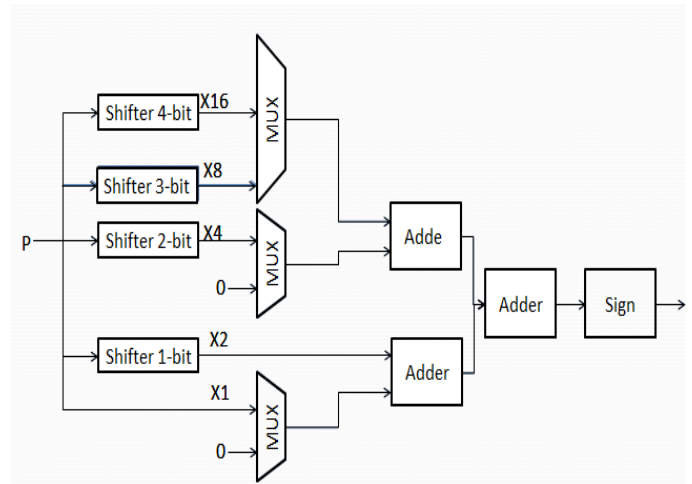 X16
Shifter 4-bit
MUX
X8
Shifter 3-bit
X4
P
Shifter 2-bit
MUX
Adde
0
Adder
Sign
X2
Shifter 1-bit
Adder
X1
MUX
0